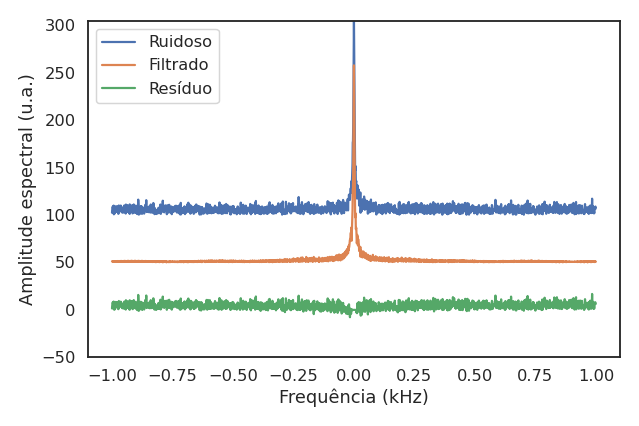 Ruidoso
Filtrado
Resíduo
Amplitude espectral (u.a.)
300
250
200
150
100
50
0
−50
−1.00 −0.75 −0.50 −0.25 0.00 0.25 0.50 0.75 1.00
Frequência (kHz)